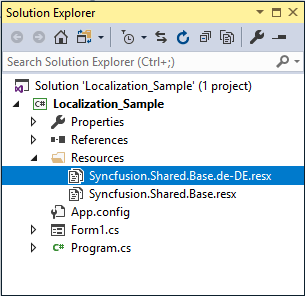 Solution Explorer
Search Solution Explorer (Ctrl+;)
Solution 'Localization_Sample' (1 project)
C# Localization_Sample
Properties
References
Resources
Syncfusion.Shared.Base.de-DE.resx
Syncfusion.Shared.Base.resx
App.config
Form1.cs
C# Program.cs